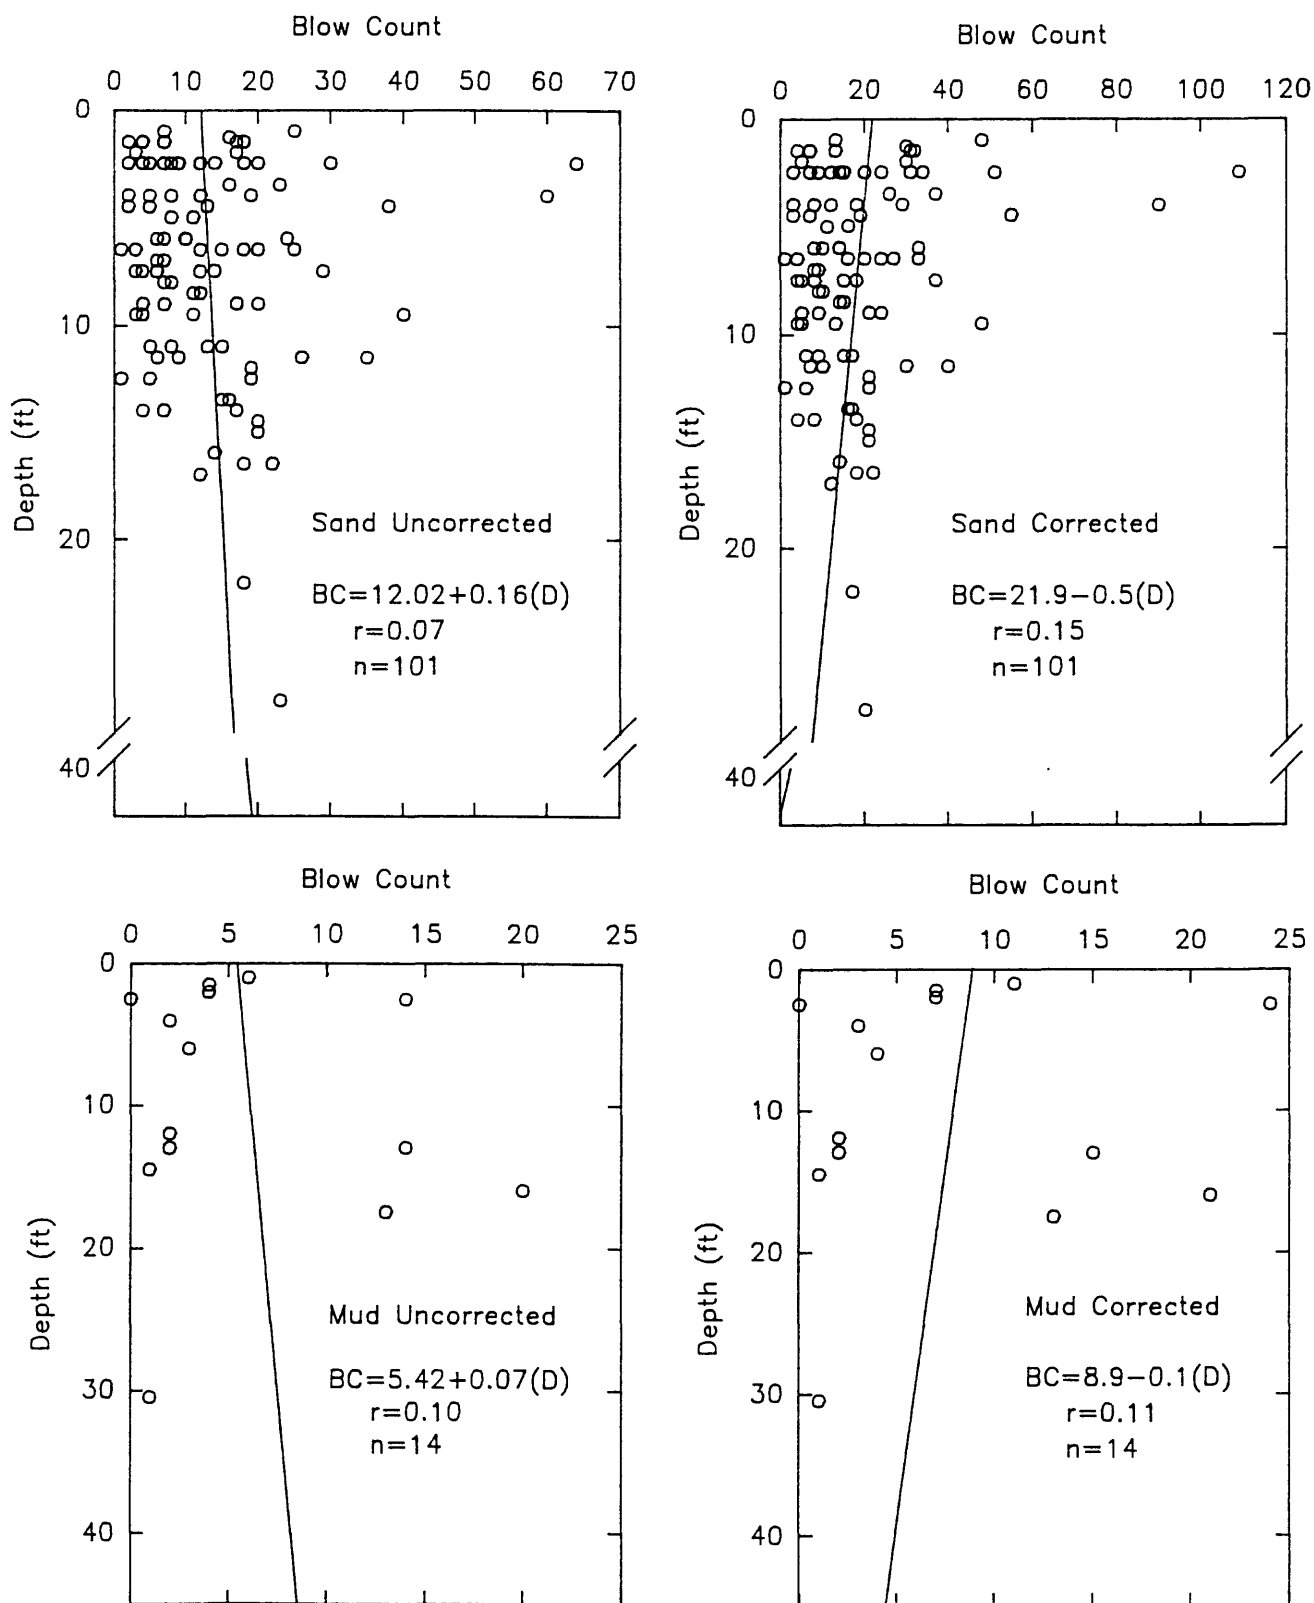 Blow Count
0 10 20 30 40 50 60 70
0
10
20
40
Depth (ft)
Sand Uncorrected
BC=12.02+0.16(D)
r=0.07
n=101
Blow Count
0 20 40 60 80 100 120
0
10
20
40
Depth (ft)
Sand Corrected
BC=21.9-0.5(D)
r=0.15
n=101
Blow Count
0 5 10 15 20 25
0
10
20
30
40
Depth (ft)
Mud Uncorrected
BC=5.42+0.07(D)
r=0.10
n=14
Blow Count
0 5 10 15 20 25
0
10
20
30
40
Depth (ft)
Mud Corrected
BC=8.9-0.1(D)
r=0.11
n=14